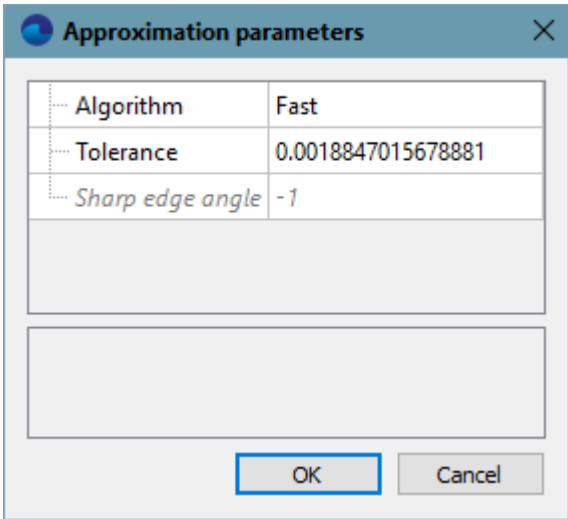 Approximation parameters
Algorithm Fast
Tolerance 0.0018847015678881
Sharp edge angle -1
OK Cancel